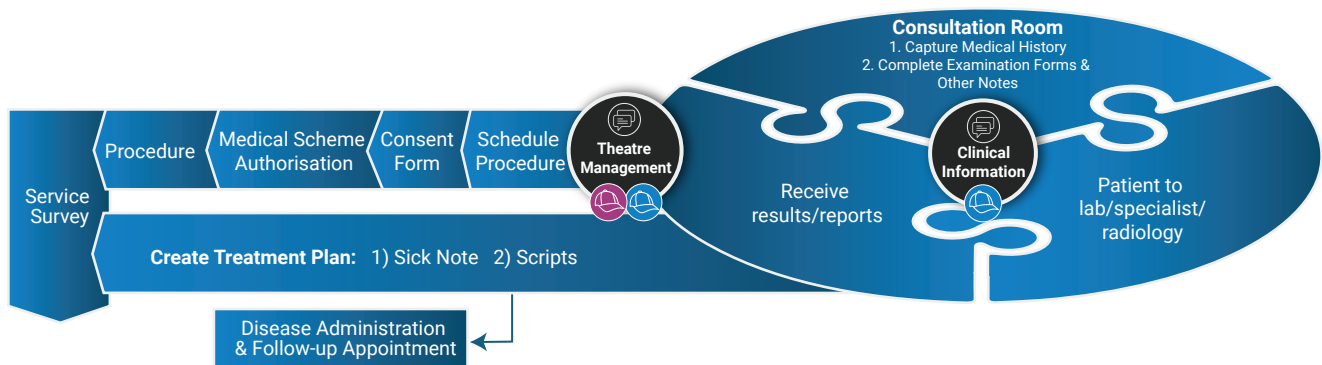 Consultation Room
1. Capture Medical History
2. Complete Examination Forms &
Other Notes
Service
Survey
Procedure
Medical Scheme
Authorisation
Consent
Form
Schedule
Procedure
Theatre
Management
Clinical
Information
Receive
results/reports
Patient to
lab/specialist/
radiology
Create Treatment Plan: 1) Sick Note 2) Scripts
Disease Administration
& Follow-up Appointment